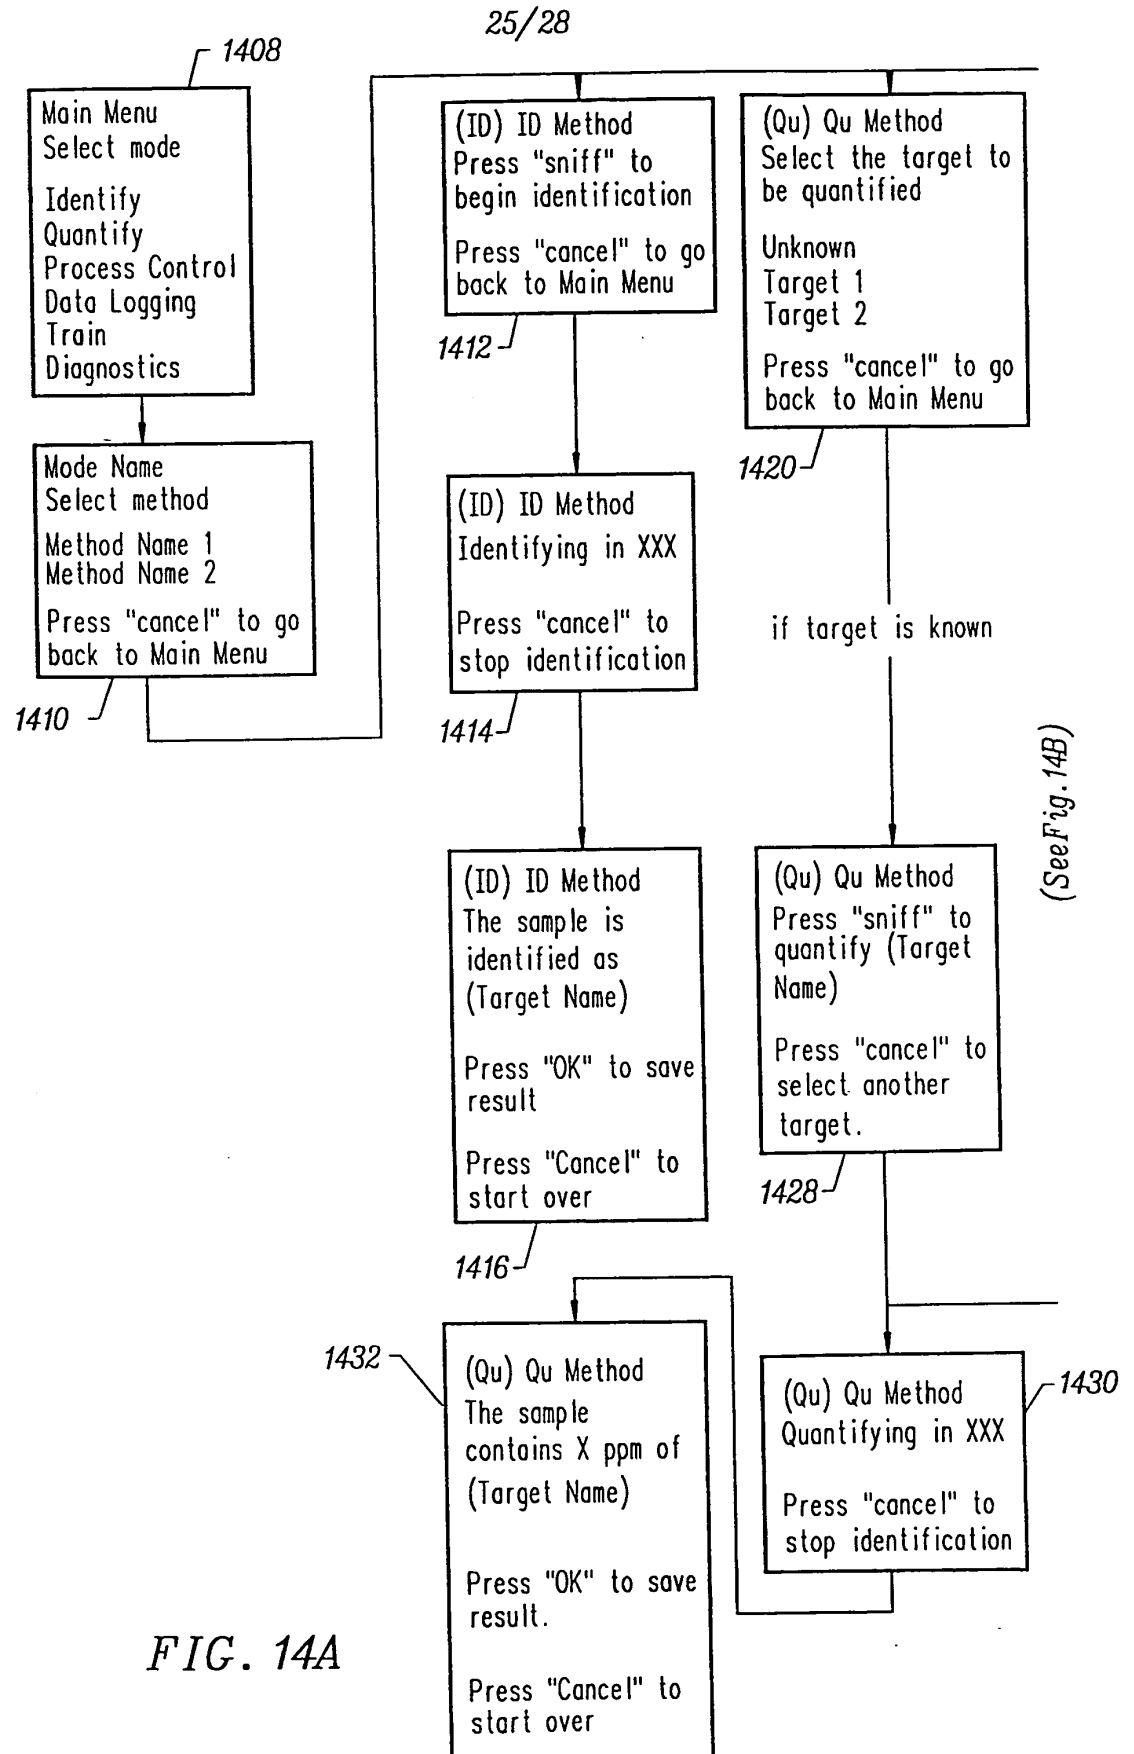 25/28
1408
Main Menu
Select mode
Identify
Quantify
Process Control
Data Logging
Train
Diagnostics
Mode Name
Select method
Method Name 1
Method Name 2
Press "cancel" to go
back to Main Menu
1410
(ID) ID Method
Press "sniff" to
begin identification
Press "cancel" to go
back to Main Menu
1412
(ID) ID Method
Identifying in XXX
Press "cancel" to
stop identification
1414
(ID) ID Method
The sample is
identified as
(Target Name)
Press "OK" to save
result
Press "Cancel" to
start over
1416
(Qu) Qu Method
Select the target to
be quantified
Unknown
Target 1
Target 2
Press "cancel" to go
back to Main Menu
1420
if target is known
(See Fig. 14B)
(Qu) Qu Method
Press "sniff" to
quantify (Target
Name)
Press "cancel" to
select another
target.
1428
1430
(Qu) Qu Method
Quantifying in XXX
Press "cancel" to
stop identification
1432
(Qu) Qu Method
The sample
contains X ppm of
(Target Name)
Press "OK" to save
result.
Press "Cancel" to
start over
FIG. 14A